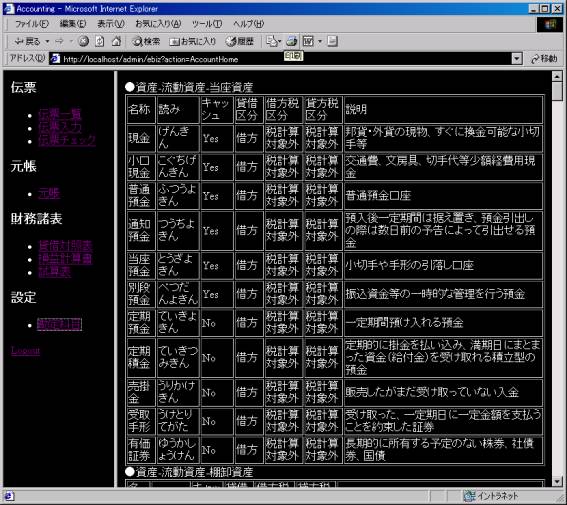 Accounting - Microsoft Internet Explorer
ファイル(F) 編集(E) 表示(V) お気に入り(A) ツール(T) ヘルプ(H)
戻る 検索 お気に入り 履歴
印刷
アドレス(D) http://localhost/admin/ebiz?action=AccountHome 移動
伝票
伝票一覧
伝票入力
伝票チェック
元帳
元帳
財務諸表
貸借対照表
損益計算書
試算表
設定
勘定科目
Logout
●資産-流動資産-当座資産
名称 読み キャッシュ 貸借区分 借方税区分 貸方税区分 説明
現金 げんきん Yes 借方 税計算対象外 税計算対象外 邦貨・外貨の現物、すぐに換金可能な小切手等
小口現金 こぐちげんきん Yes 借方 税計算対象外 税計算対象外 交通費、文房具、切手代等少額経費用現金
普通預金 ふつうよきん Yes 借方 税計算対象外 税計算対象外 普通預金口座
通知預金 つうちよきん Yes 借方 税計算対象外 税計算対象外 預入後一定期間は据え置き、預金引出しの際は数日前の予告によって引出せる預金
当座預金 とうざよきん Yes 借方 税計算対象外 税計算対象外 小切手や手形の引落し口座
別段預金 べつだんよきん Yes 借方 税計算対象外 税計算対象外 振込資金等の一時的な管理を行う預金
定期預金 ていきよきん No 借方 税計算対象外 税計算対象外 一定期間預け入れる預金
定期積金 ていきつみきん No 借方 税計算対象外 税計算対象外 定期的に掛金を払い込み、満期日にまとまった資金(給付金)を受け取れる積立型の預金
売掛金 うりかけきん No 借方 税計算対象外 税計算対象外 販売したがまだ受け取っていない入金
受取手形 うけとりてがた No 借方 税計算対象外 税計算対象外 受け取った、一定期日に一定金額を支払うことを約束した証券
有価証券 ゆうかしょうけん No 借方 税計算対象外 税計算対象外 長期的に所有する予定のない株券、社債券、国債
●資産-流動資産-棚卸資産
イントラネット